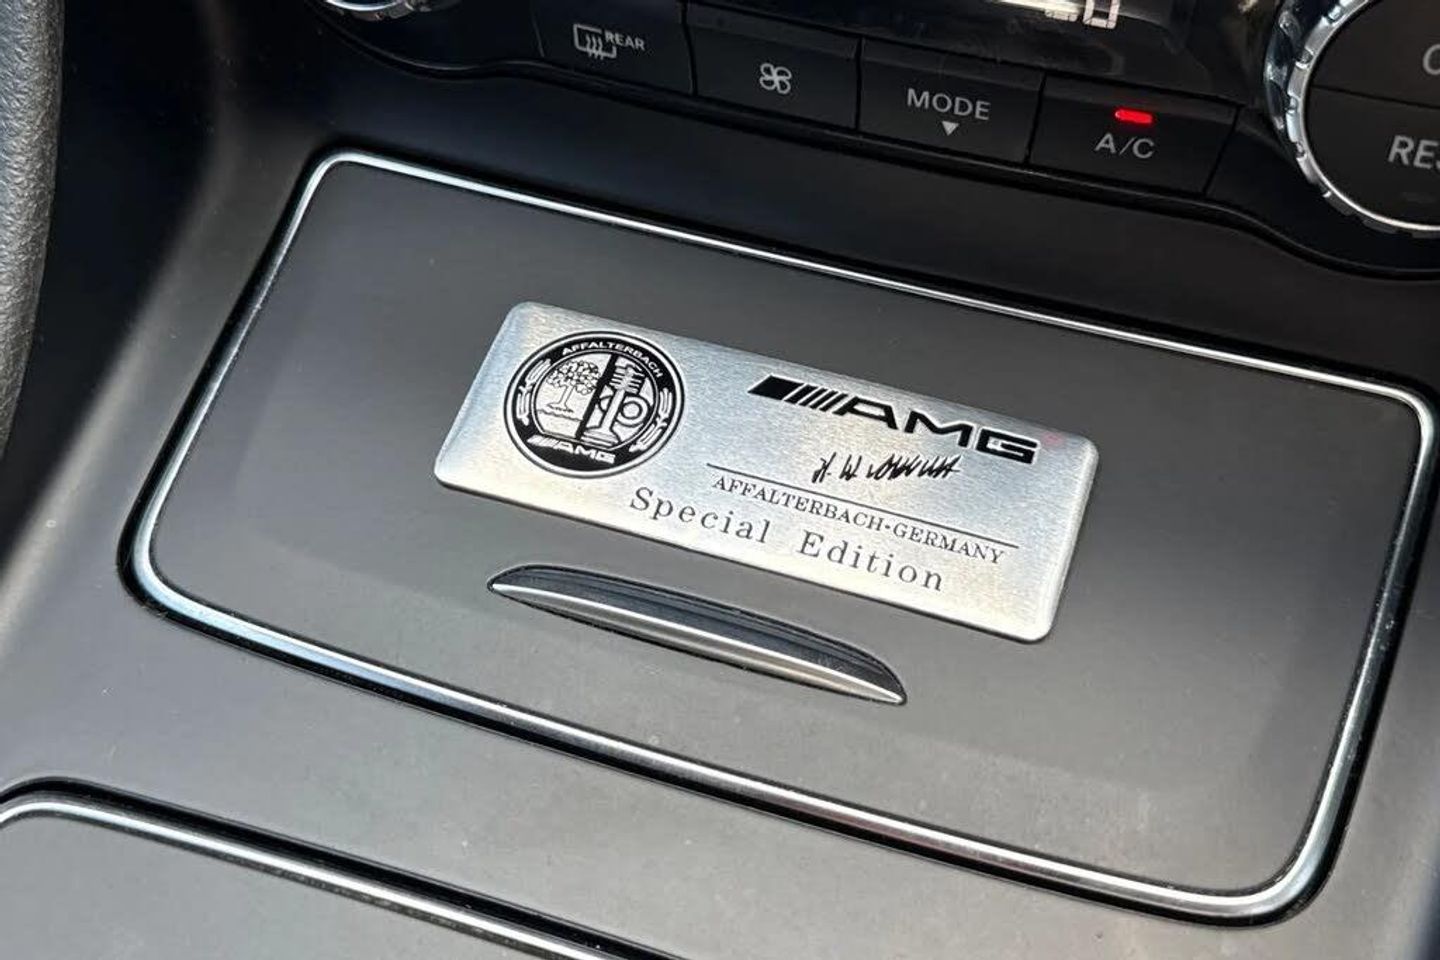 REAR
MODE
A/C
AFFALTERBACH
AMG
AMG
AFFALTERBACH-GERMANY
Special Edition